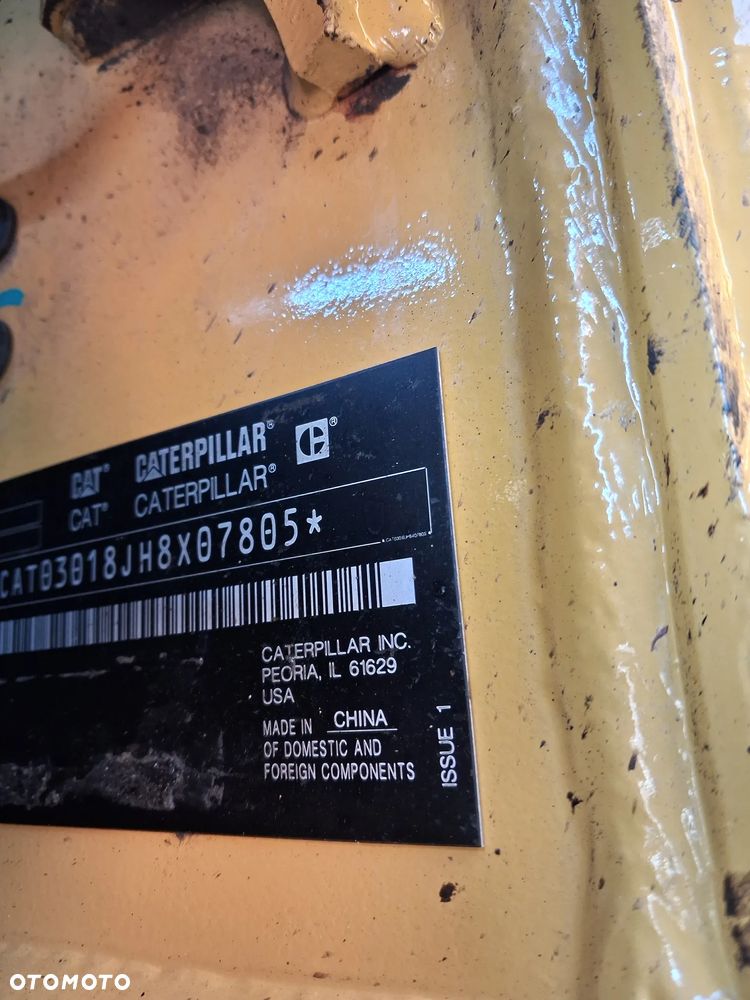 CAT® CATERPILLAR® C®
CAT® CATERPILLAR®
CAT03018JH8X07805*
CATERPILLAR INC.
PEORIA, IL 61629
USA
MADE IN CHINA
OF DOMESTIC AND
FOREIGN COMPONENTS
ISSUE 1
OTOMOTO